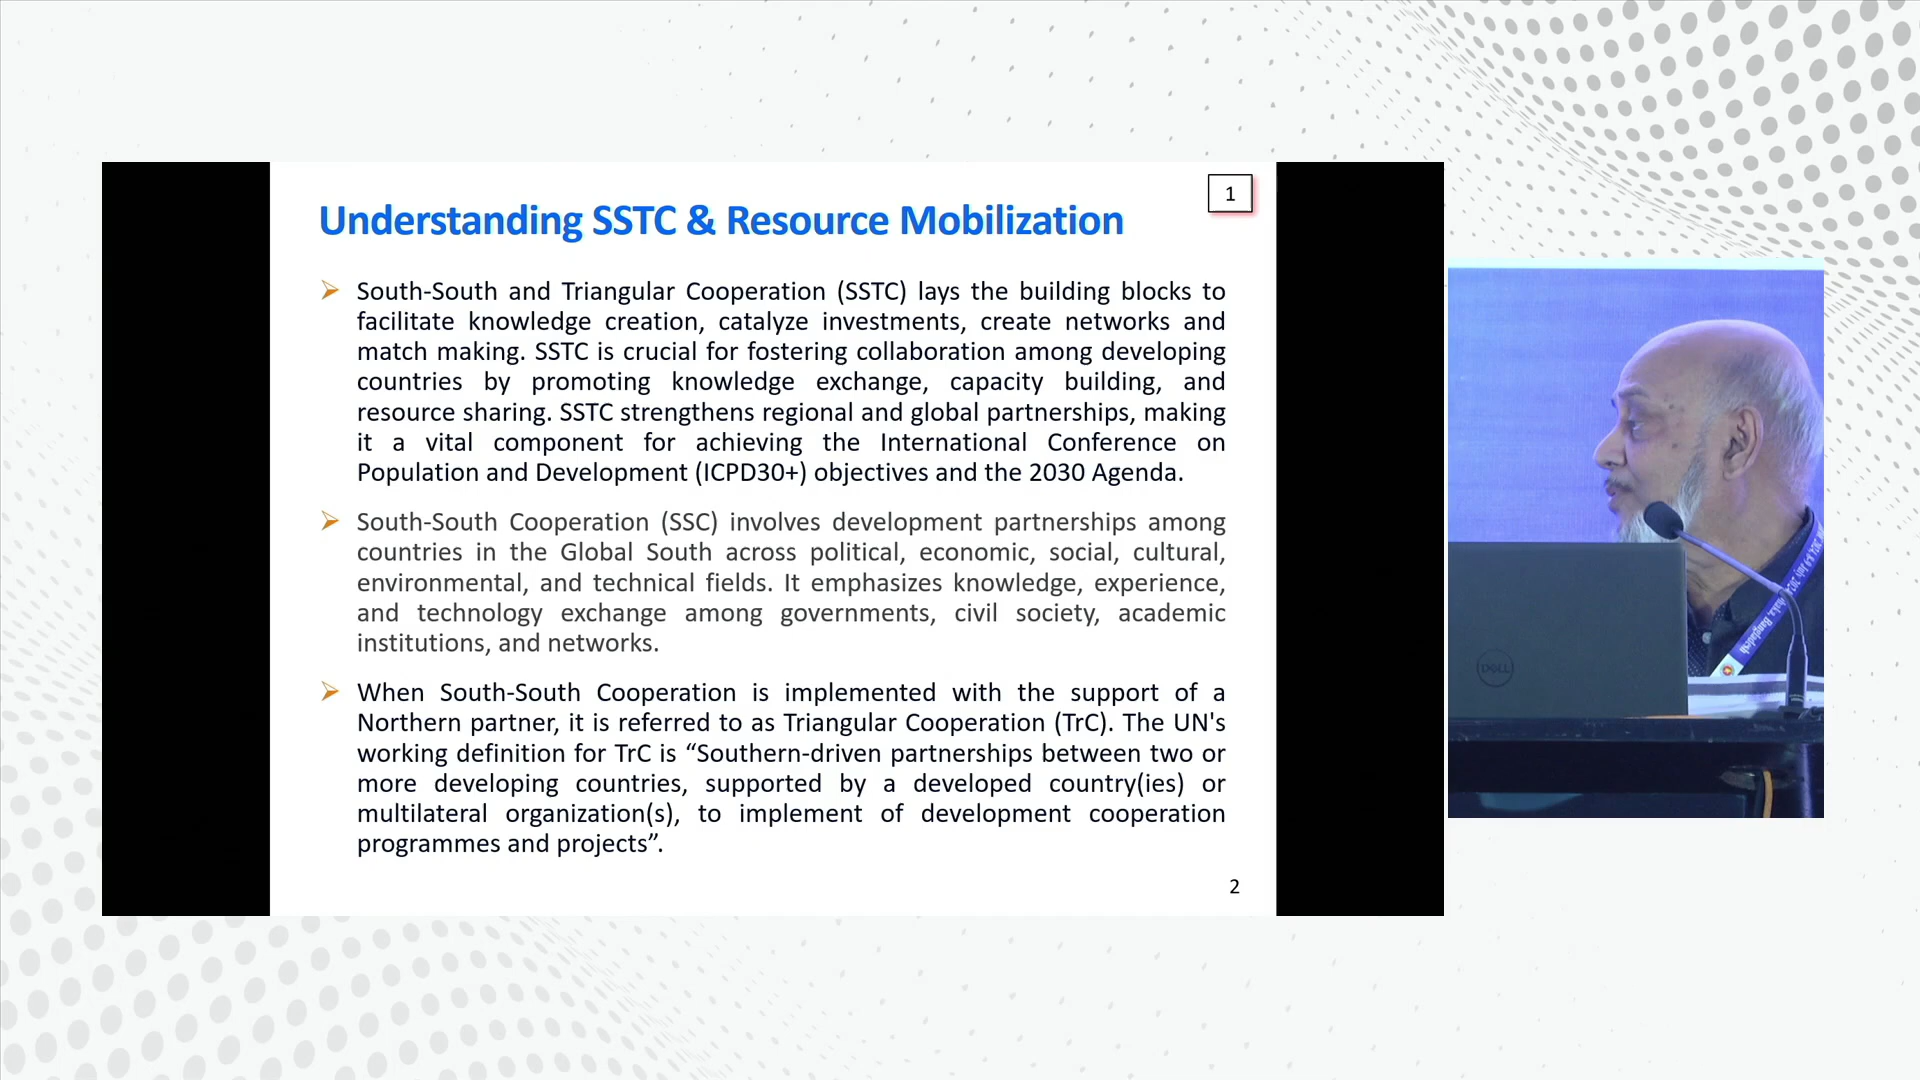 1
Understanding SSTC & Resource Mobilization
➢ South-South and Triangular Cooperation (SSTC) lays the building blocks to
facilitate knowledge creation, catalyze investments, create networks and
match making. SSTC is crucial for fostering collaboration among developing
countries by promoting knowledge exchange, capacity building, and
resource sharing. SSTC strengthens regional and global partnerships, making
it a vital component for achieving the International Conference on
Population and Development (ICPD30+) objectives and the 2030 Agenda.
➢ South-South Cooperation (SSC) involves development partnerships among
countries in the Global South across political, economic, social, cultural,
environmental, and technical fields. It emphasizes knowledge, experience,
and technology exchange among governments, civil society, academic
institutions, and networks.
➢ When South-South Cooperation is implemented with the support of a
Northern partner, it is referred to as Triangular Cooperation (TrC). The UN's
working definition for TrC is “Southern-driven partnerships between two or
more developing countries, supported by a developed country(ies) or
multilateral organization(s), to implement of development cooperation
programmes and projects”.
2
DELL
Bangladesh